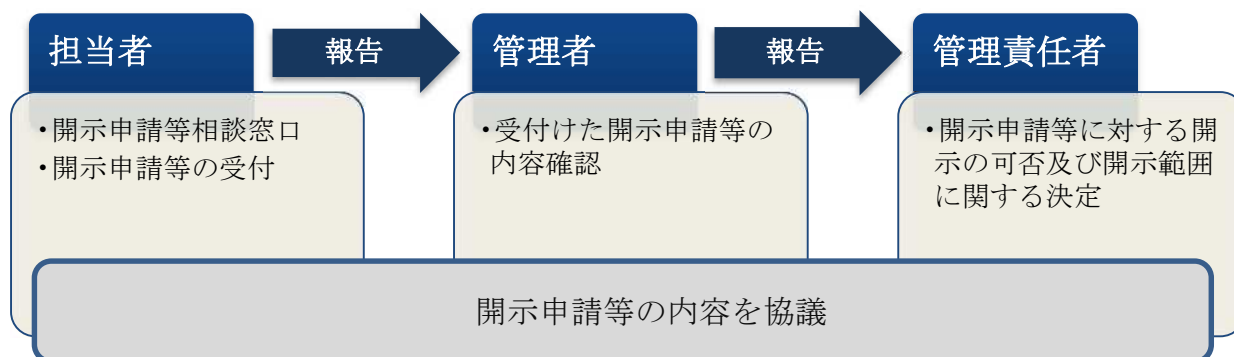 担当者
報告
管理者
報告
管理責任者
・開示申請等相談窓口
・開示申請等の受付
・受付けた開示申請等の
内容確認
・開示申請等に対する開
示の可否及び開示範囲
に関する決定
開示申請等の内容を協議